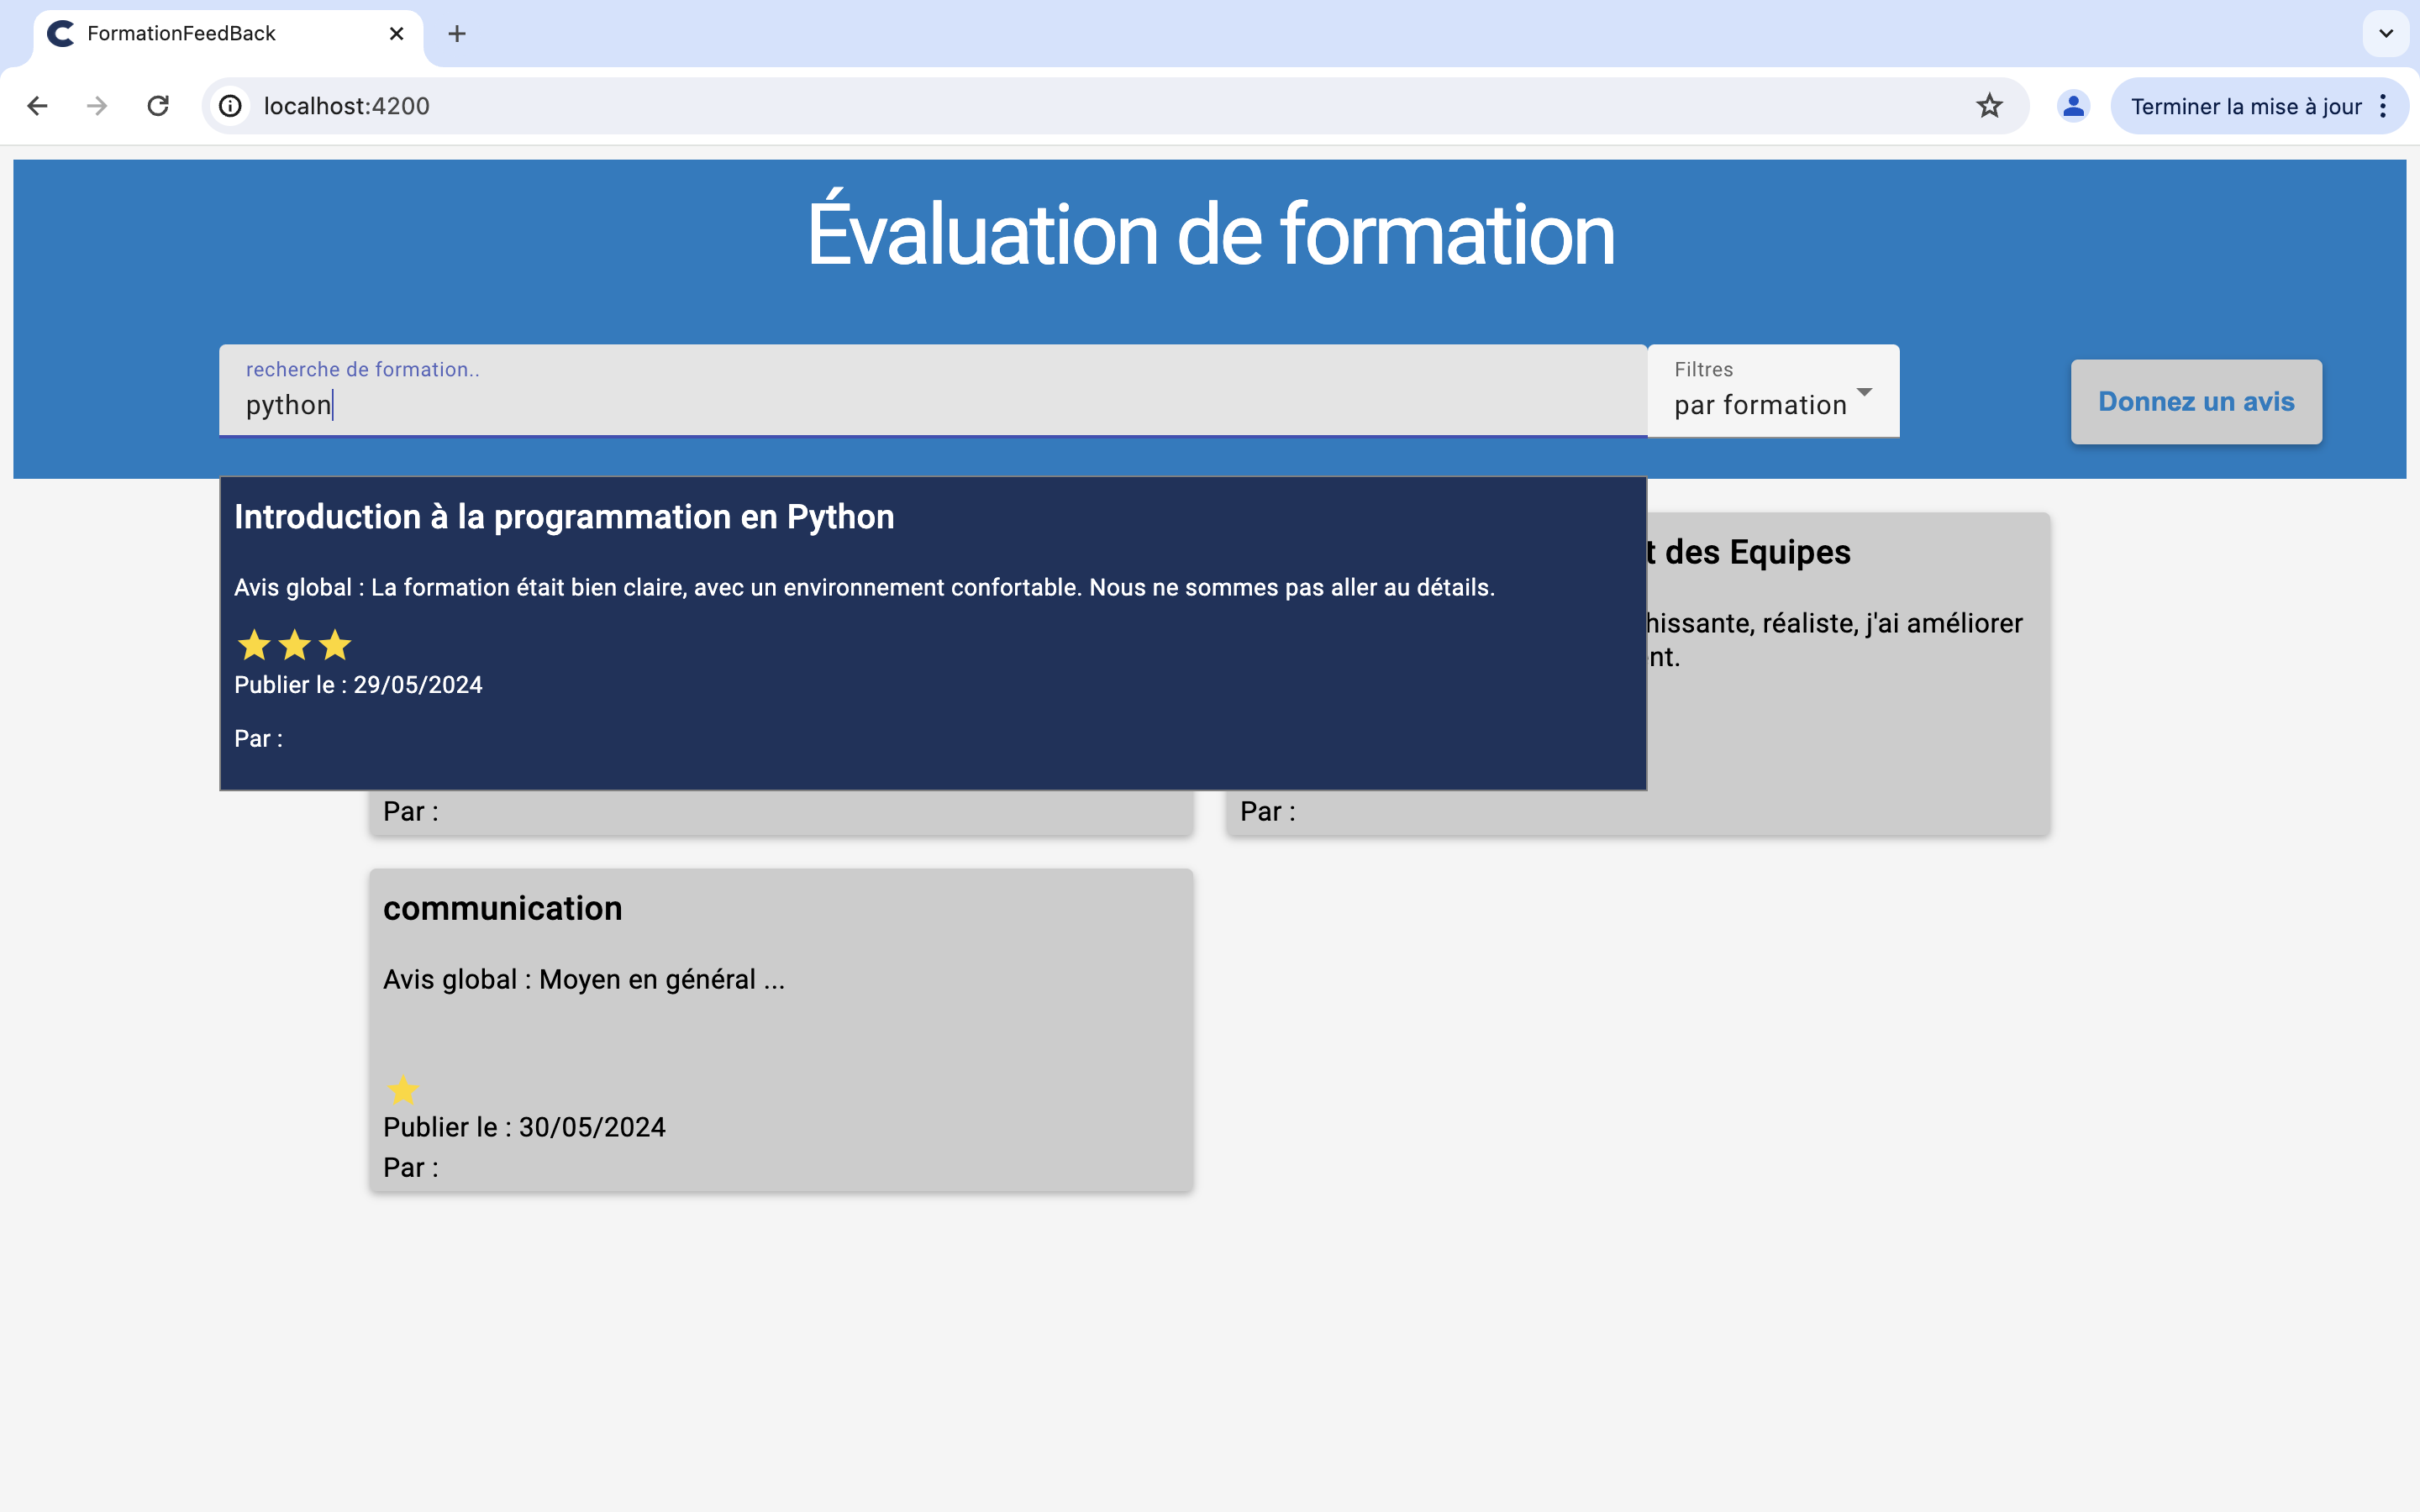 FormationFeedBack
localhost:4200
Terminer la mise à jour
Évaluation de formation
recherche de formation..
python
Filtres
par formation
Donnez un avis
Introduction à la programmation en Python
Avis global : La formation était bien claire, avec un environnement confortable. Nous ne sommes pas aller au détails.
Publier le : 29/05/2024
Par :
t des Equipes
hissante, réaliste, j'ai améliorer
nt.
Par :
Par :
communication
Avis global : Moyen en général ...
Publier le : 30/05/2024
Par :